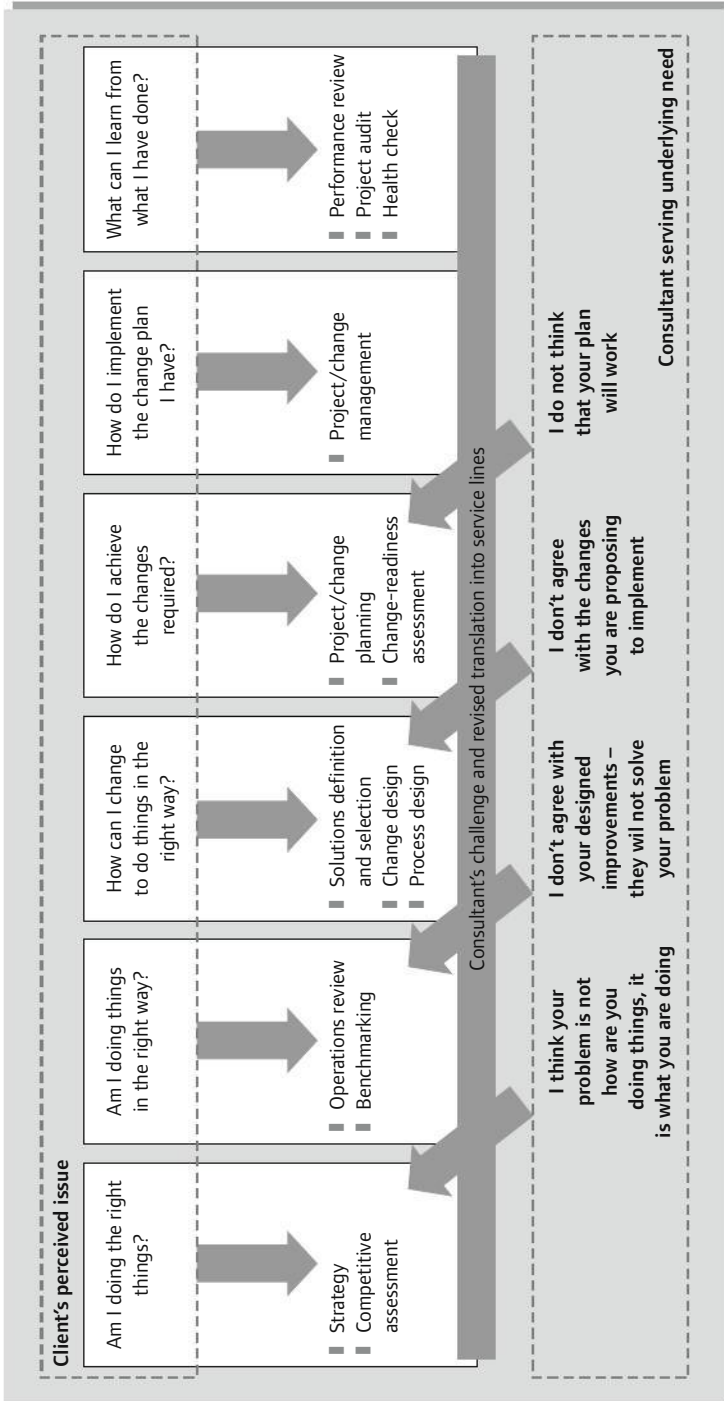 Client's perceived issue
Am I doing the right
things?
Strategy
Competitive
assessment
Am I doing things
in the right way?
Operations review
Benchmarking
How can I change
to do things in the
right way?
Solutions definition
and selection
Change design
Process design
How do I achieve
the changes
required?
Project/change
planning
Change-readiness
assessment
How do I implement
the change plan
I have?
Project/change
management
What can I learn from
what I have done?
Performance review
Project audit
Health check
Consultant's challenge and revised translation into service lines
I think your
problem is not
how are you
doing things, it
is what you are doing
I don't agree with
your designed
improvements –
they wil not solve
your problem
I don't agree
with the changes
you are proposing
to implement
I do not think
that your plan
will work
Consultant serving underlying need